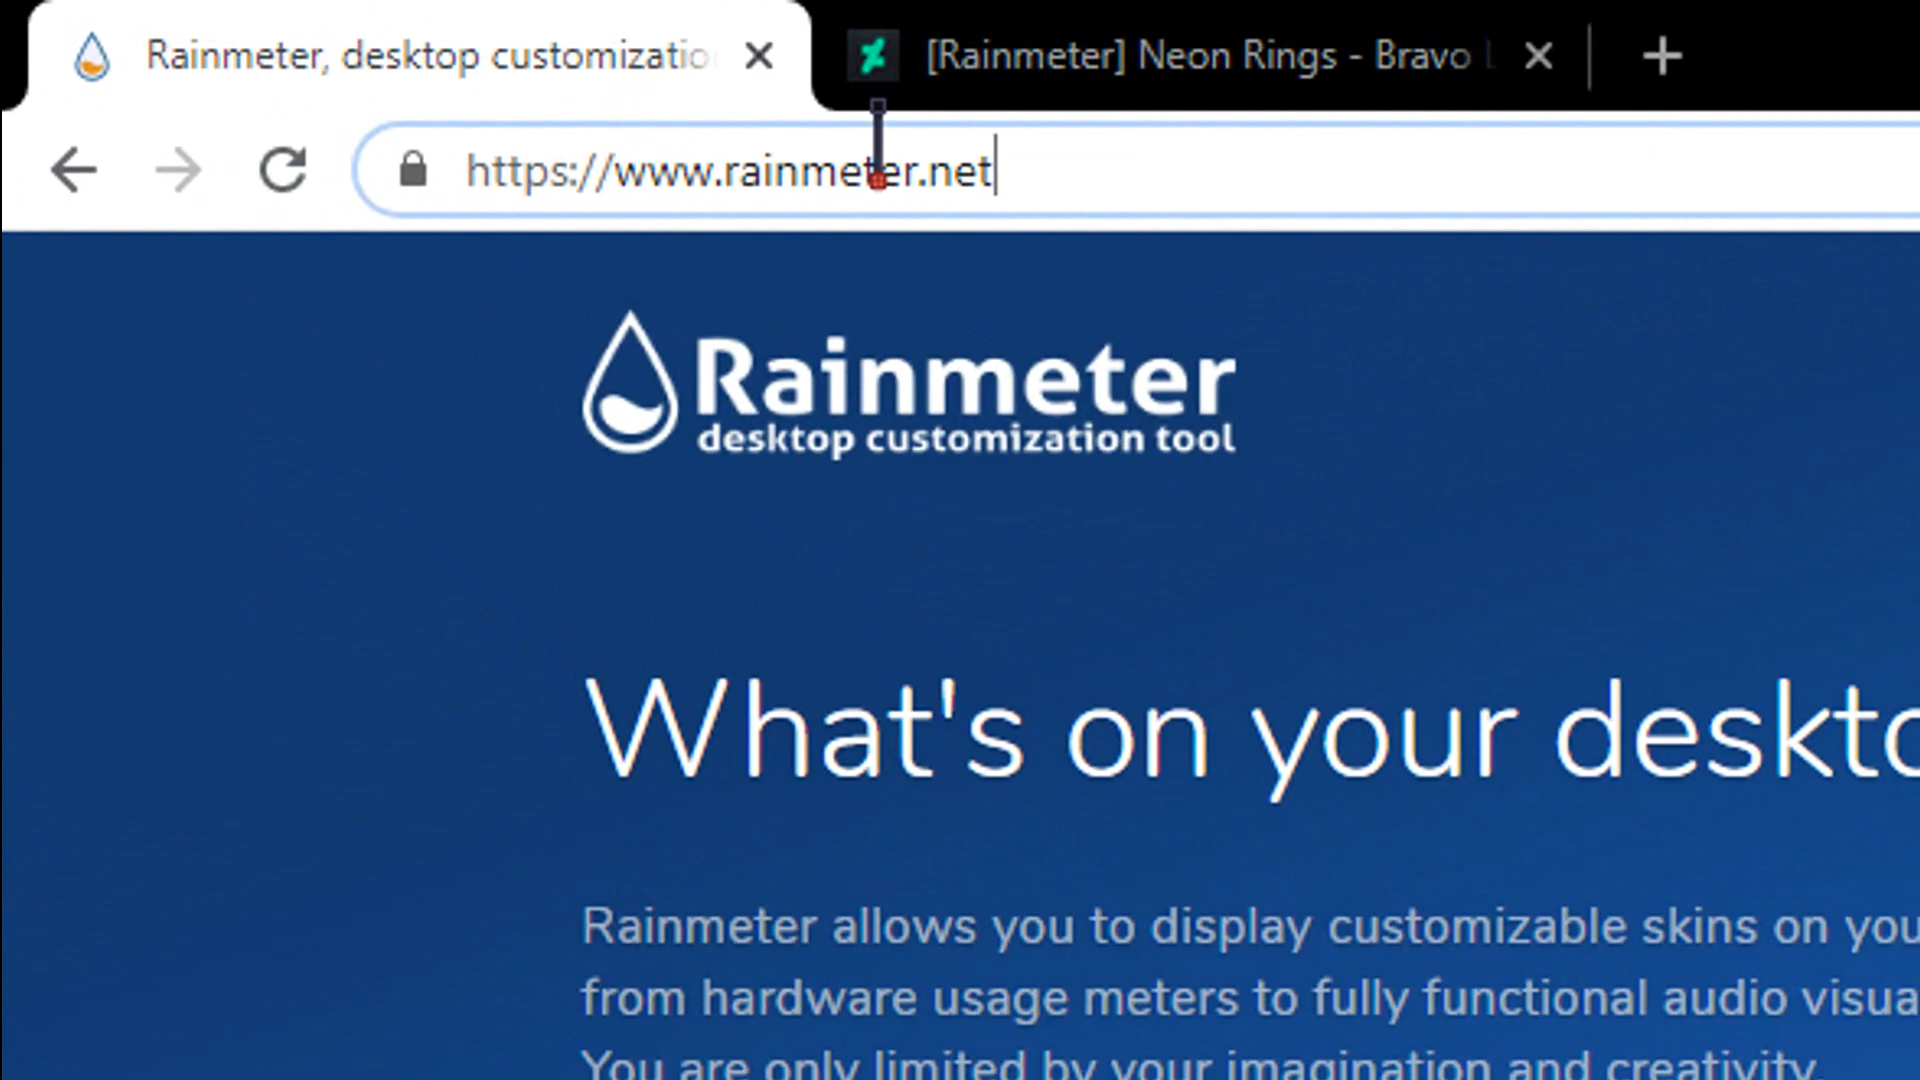 Rainmeter, desktop customizatio
[Rainmeter] Neon Rings - Bravo
https://www.rainmeter.net
Rainmeter
desktop customization tool
What's on your deskto
Rainmeter allows you to display customizable skins on you
from hardware usage meters to fully functional audio visua
You are only limited by your imagination and creativity.